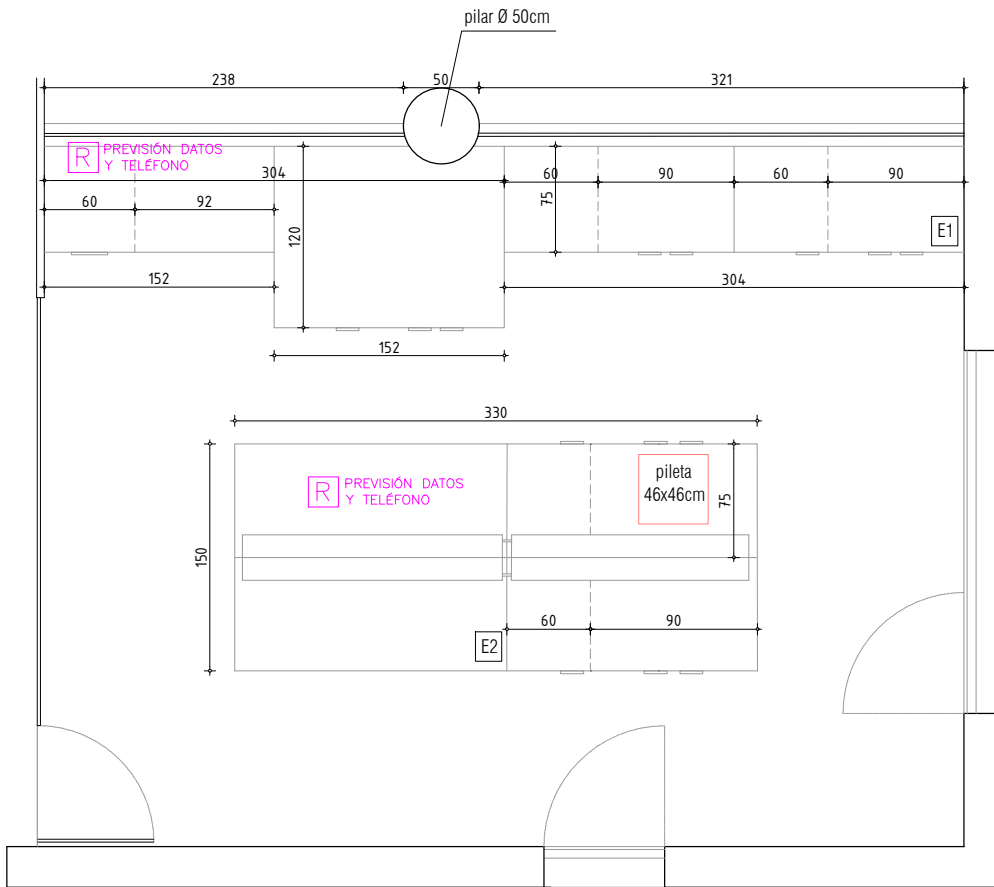 pilar Ø 50cm
238
50
321
R
PREVISIÓN DATOS
Y TELÉFONO
304
60
92
60
90
60
90
75
120
E1
152
304
152
330
R
PREVISIÓN DATOS
Y TELÉFONO
pileta
46x46cm
75
150
60
90
E2